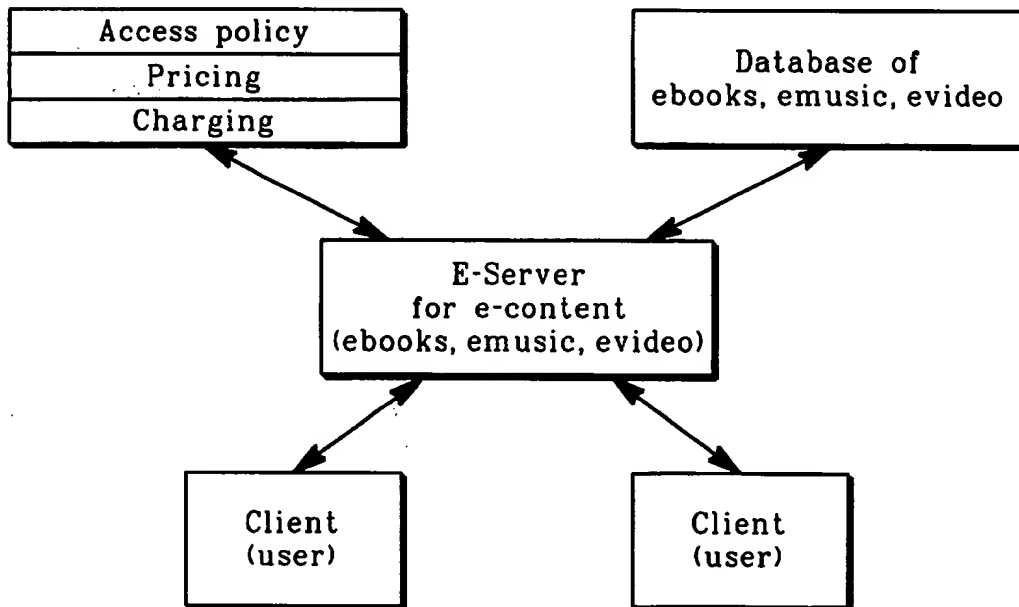 Access policy
Pricing
Charging
Database of
ebooks, emusic, evideo
E-Server
for e-content
(ebooks, emusic, evideo)
Client
(user)
Client
(user)